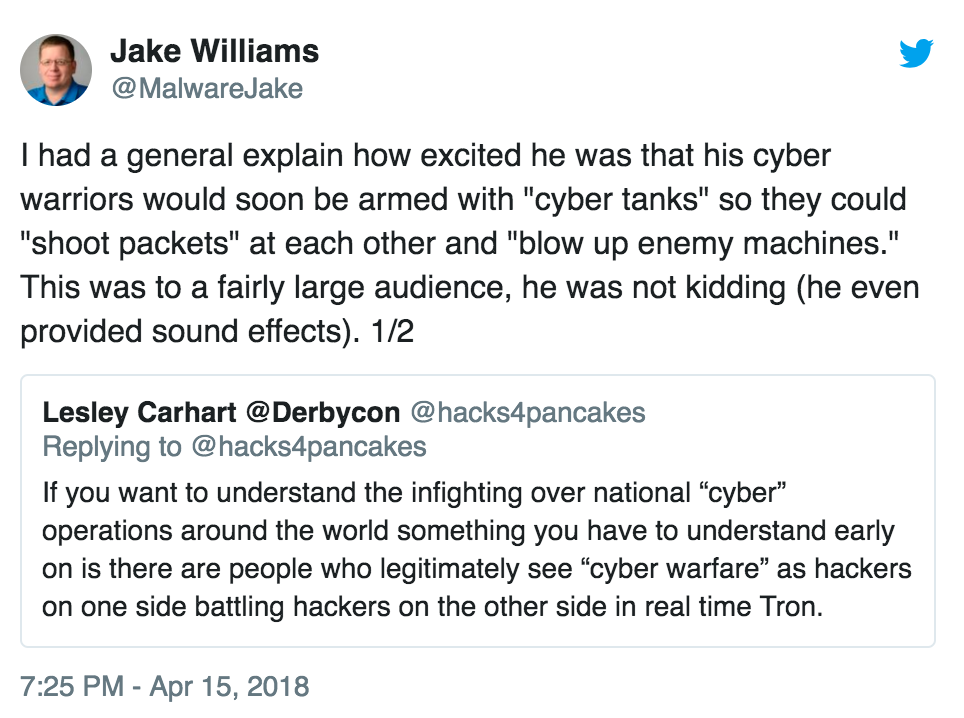 Jake Williams
@MalwareJake
I had a general explain how excited he was that his cyber
warriors would soon be armed with "cyber tanks" so they could
"shoot packets" at each other and "blow up enemy machines."
This was to a fairly large audience, he was not kidding (he even
provided sound effects). 1/2
Lesley Carhart @Derbycon @hacks4pancakes
Replying to @hacks4pancakes
If you want to understand the infighting over national “cyber”
operations around the world something you have to understand early
on is there are people who legitimately see “cyber warfare” as hackers
on one side battling hackers on the other side in real time Tron.
7:25 PM - Apr 15, 2018